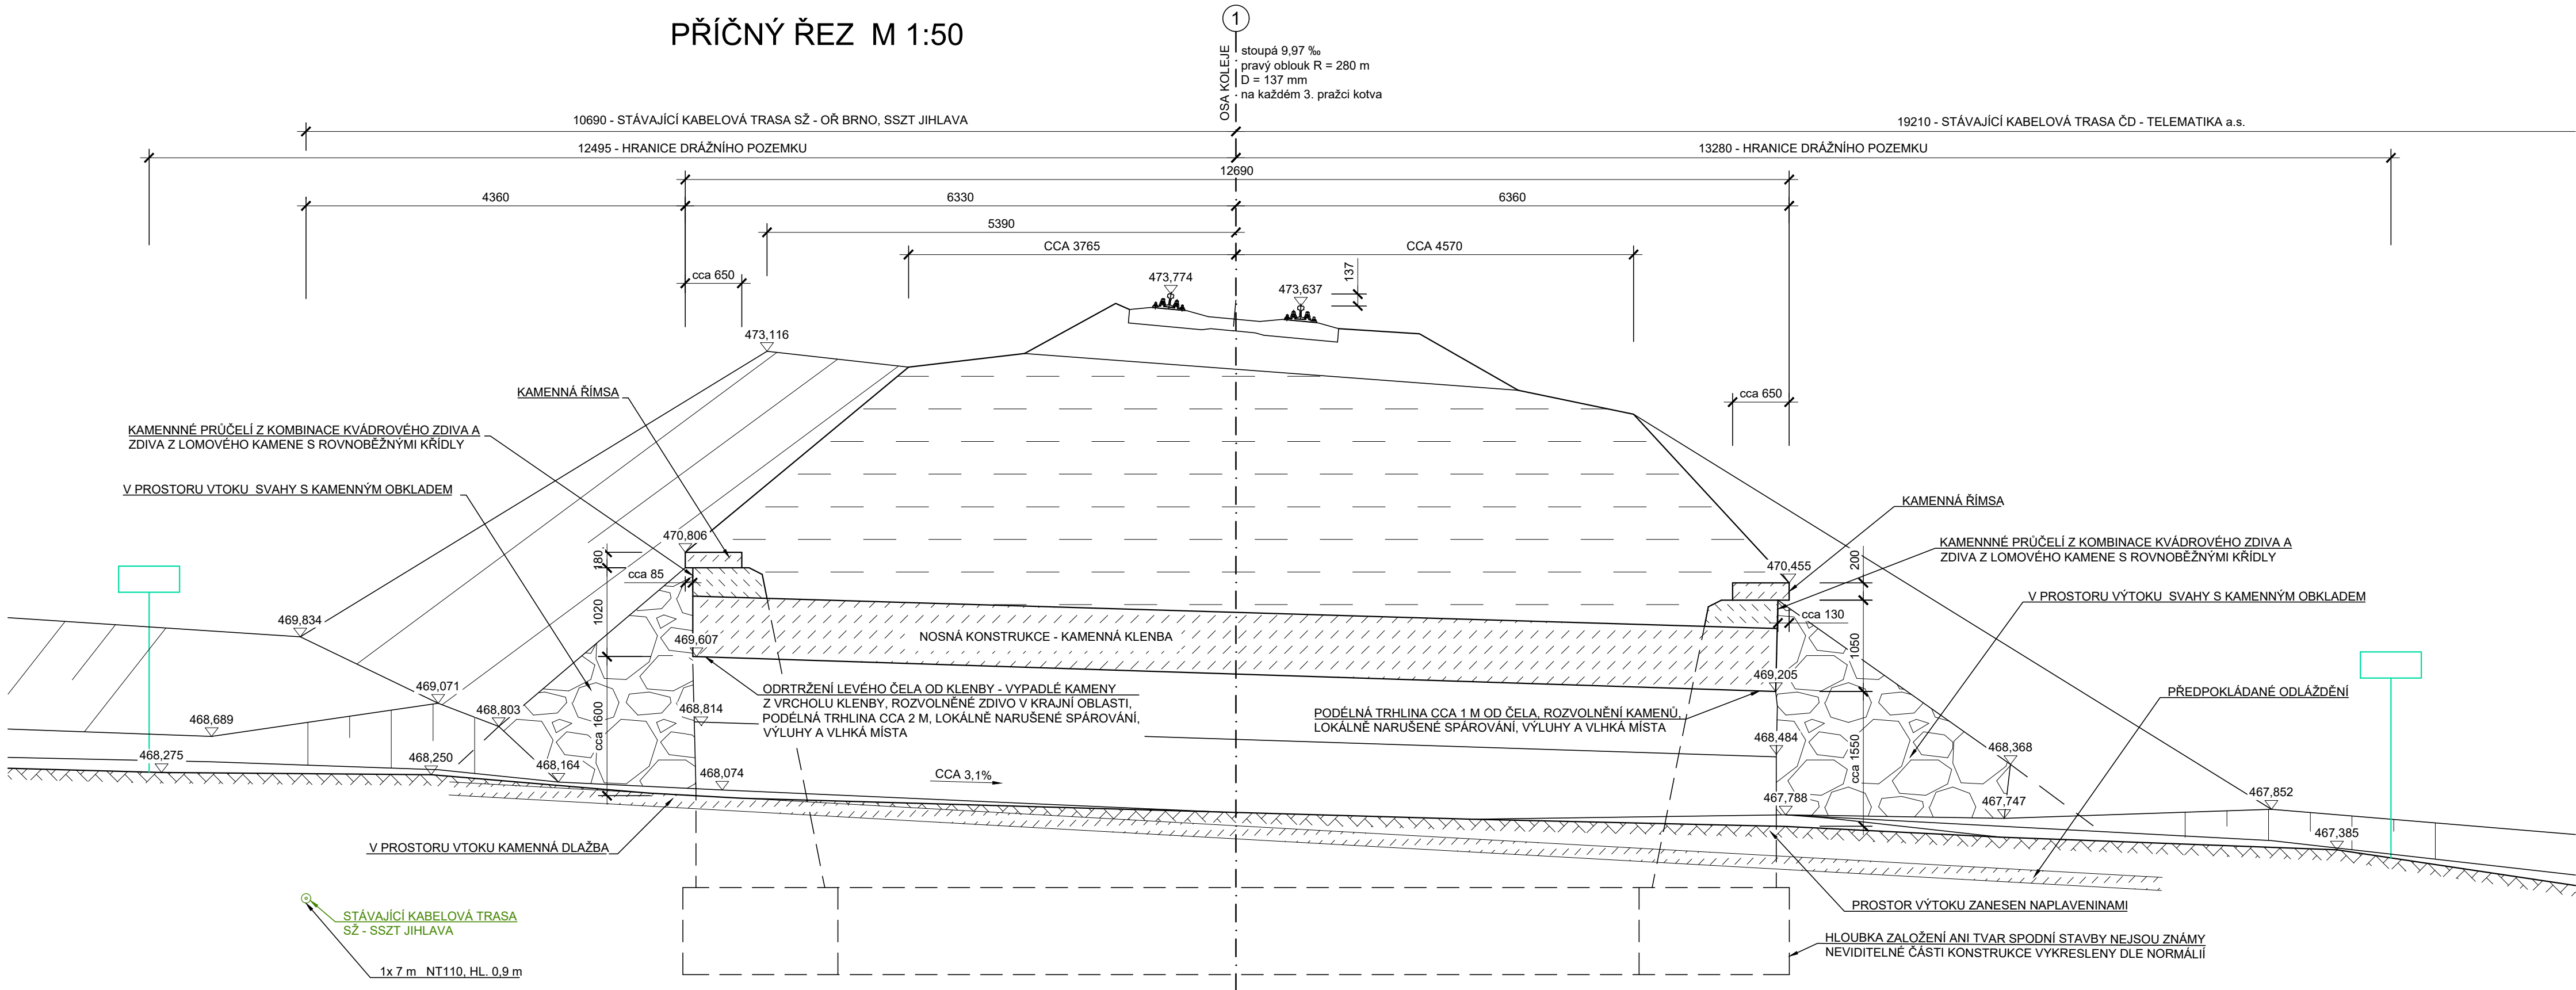 PŘÍČNÝ ŘEZ  M 1:50
1
OSA KOLEJE
stoupá 9,97 ‰
pravý oblouk R = 280 m
D = 137 mm
na každém 3. pražci kotva
10690 - STÁVAJÍCÍ KABELOVÁ TRASA SŽ - OŘ BRNO, SSZT JIHLAVA
19210 - STÁVAJÍCÍ KABELOVÁ TRASA ČD - TELEMATIKA a.s.
12495 - HRANICE DRÁŽNÍHO POZEMKU
13280 - HRANICE DRÁŽNÍHO POZEMKU
12690
4360
6330
6360
5390
CCA 3765
CCA 4570
cca 650
473,774
473,637
137
473,116
KAMENNÁ ŘÍMSA
cca 650
KAMENNNÉ PRŮČELÍ Z KOMBINACE KVÁDROVÉHO ZDIVA A
ZDIVA Z LOMOVÉHO KAMENE S ROVNOBĚŽNÝMI KŘÍDLY
V PROSTORU VTOKU  SVAHY S KAMENNÝM OBKLADEM
KAMENNÁ ŘÍMSA
KAMENNNÉ PRŮČELÍ Z KOMBINACE KVÁDROVÉHO ZDIVA A
ZDIVA Z LOMOVÉHO KAMENE S ROVNOBĚŽNÝMI KŘÍDLY
470,806
180
cca 85
470,455
200
V PROSTORU VÝTOKU  SVAHY S KAMENNÝM OBKLADEM
469,834
1020
469,607
NOSNÁ KONSTRUKCE - KAMENNÁ KLENBA
cca 130
1050
469,205
469,071
468,803
468,689
cca 1600
468,814
ODRTRŽENÍ LEVÉHO ČELA OD KLENBY - VYPADLÉ KAMENY
Z VRCHOLU KLENBY, ROZVOLNĚNÉ ZDIVO V KRAJNÍ OBLASTI,
PODÉLNÁ TRHLINA CCA 2 M, LOKÁLNĚ NARUŠENÉ SPÁROVÁNÍ,
VÝLUHY A VLHKÁ MÍSTA
PODÉLNÁ TRHLINA CCA 1 M OD ČELA, ROZVOLNĚNÍ KAMENŮ,
LOKÁLNĚ NARUŠENÉ SPÁROVÁNÍ, VÝLUHY A VLHKÁ MÍSTA
PŘEDPOKLÁDANÉ ODLÁŽDĚNÍ
468,484
cca 1550
468,368
468,275
468,250
468,164
468,074
CCA 3,1%
467,788
467,747
467,852
467,385
V PROSTORU VTOKU KAMENNÁ DLAŽBA
STÁVAJÍCÍ KABELOVÁ TRASA
SŽ - SSZT JIHLAVA
1x 7 m   NT110, HL. 0,9 m
PROSTOR VÝTOKU ZANESEN NAPLAVENINAMI
HLOUBKA ZALOŽENÍ ANI TVAR SPODNÍ STAVBY NEJSOU ZNÁMY
NEVIDITELNÉ ČÁSTI KONSTRUKCE VYKRESLENY DLE NORMÁLIÍ